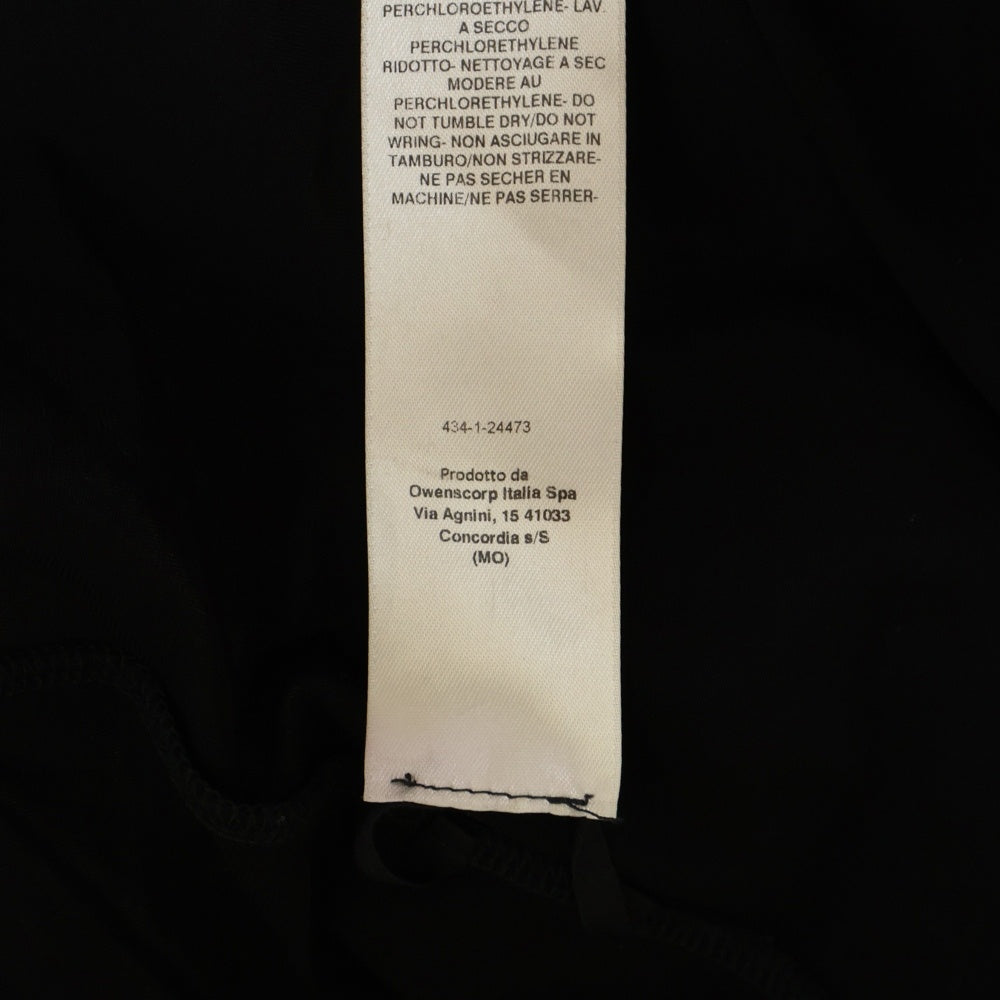 PERCHLOROETHYLENE- LAV.
A SECCO
PERCHLORETHYLENE
RIDOTTO- NETTOYAGE A SEC
MODERE AU
PERCHLORETHYLENE- DO
NOT TUMBLE DRY/DO NOT
WRING- NON ASCIUGARE IN
TAMBURO/NON STRIZZARE-
NE PAS SECHER EN
MACHINE/NE PAS SERRER-
434-1-24473
Prodotto da
Owenscorp Italia Spa
Via Agnini, 15 41033
Concordia s/S
(MO)